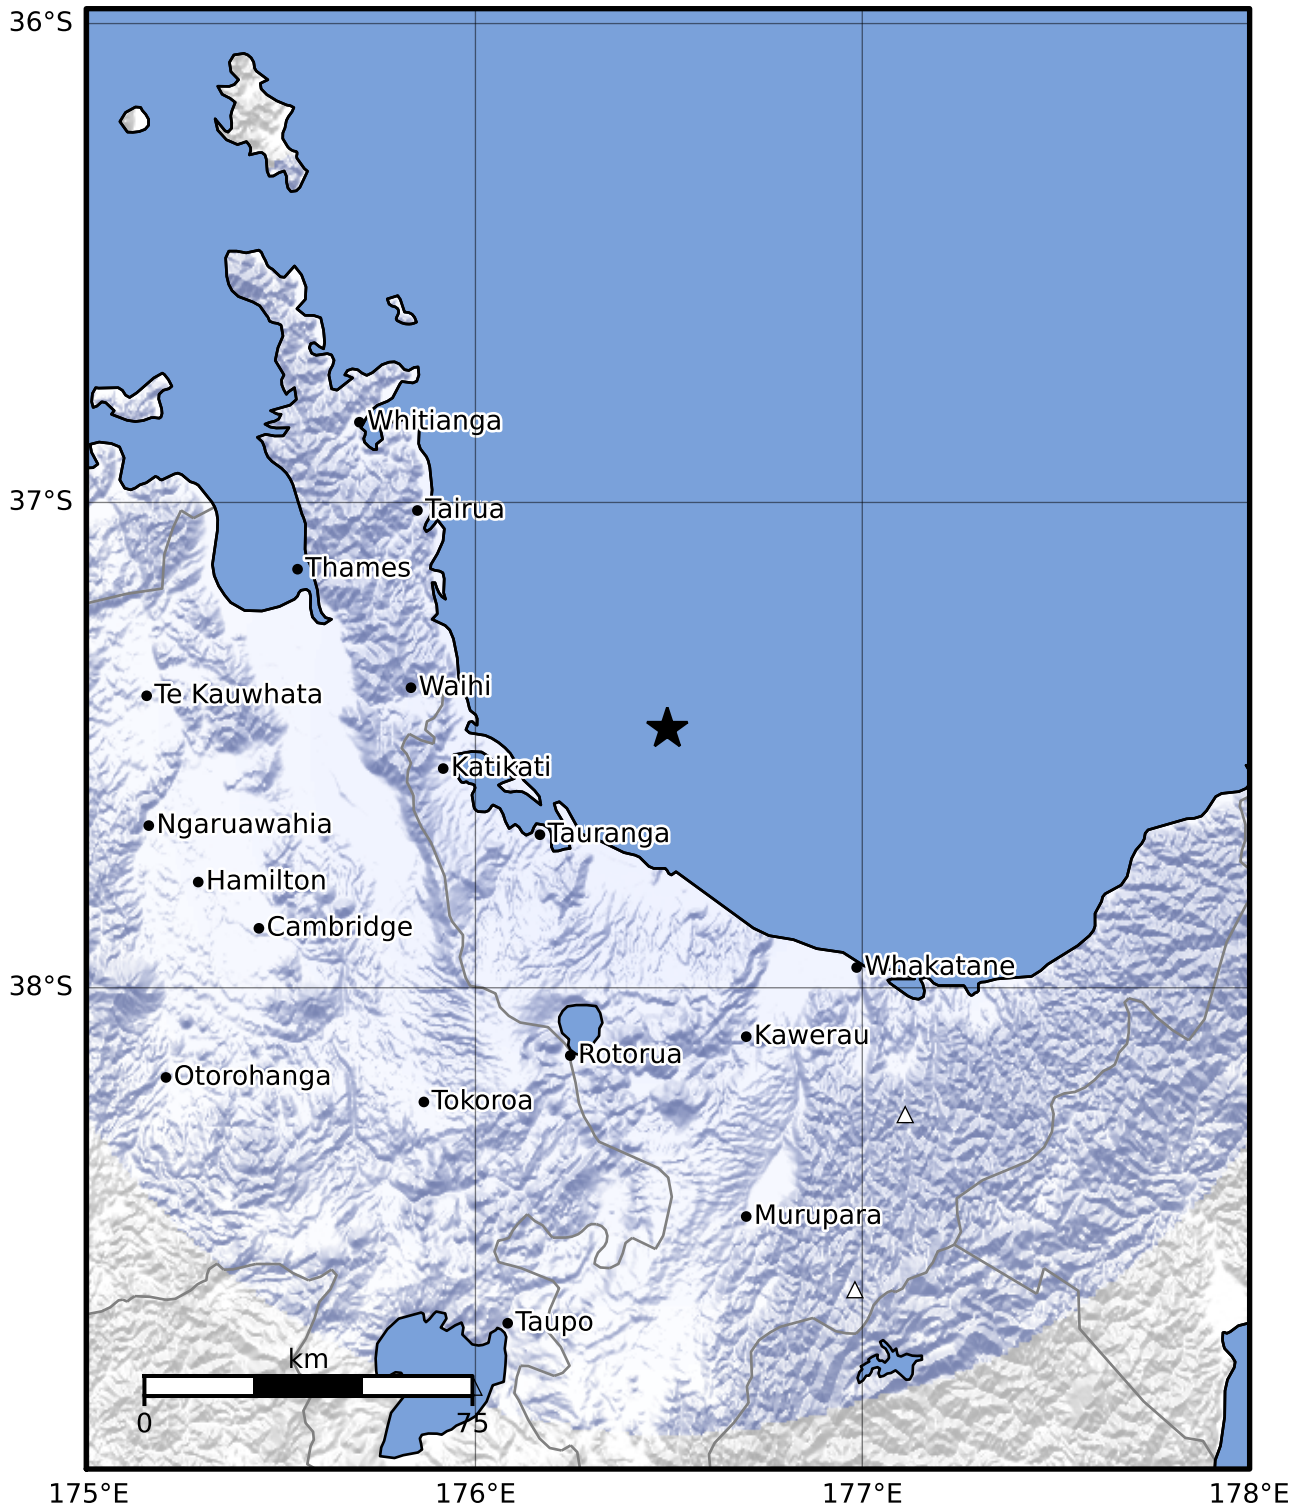 36°S
Whitianga
37°S
Tairua
Thames
Waihi
Te Kauwhata
Katikati
Ngaruawahia
Tauranga
Hamilton
Cambridge
Whakatane
38°S
Kawerau
Rotorua
Otorohanga
Tokoroa
Murupara
Taupo
km
0
75
175°E
176°E
177°E
178°E